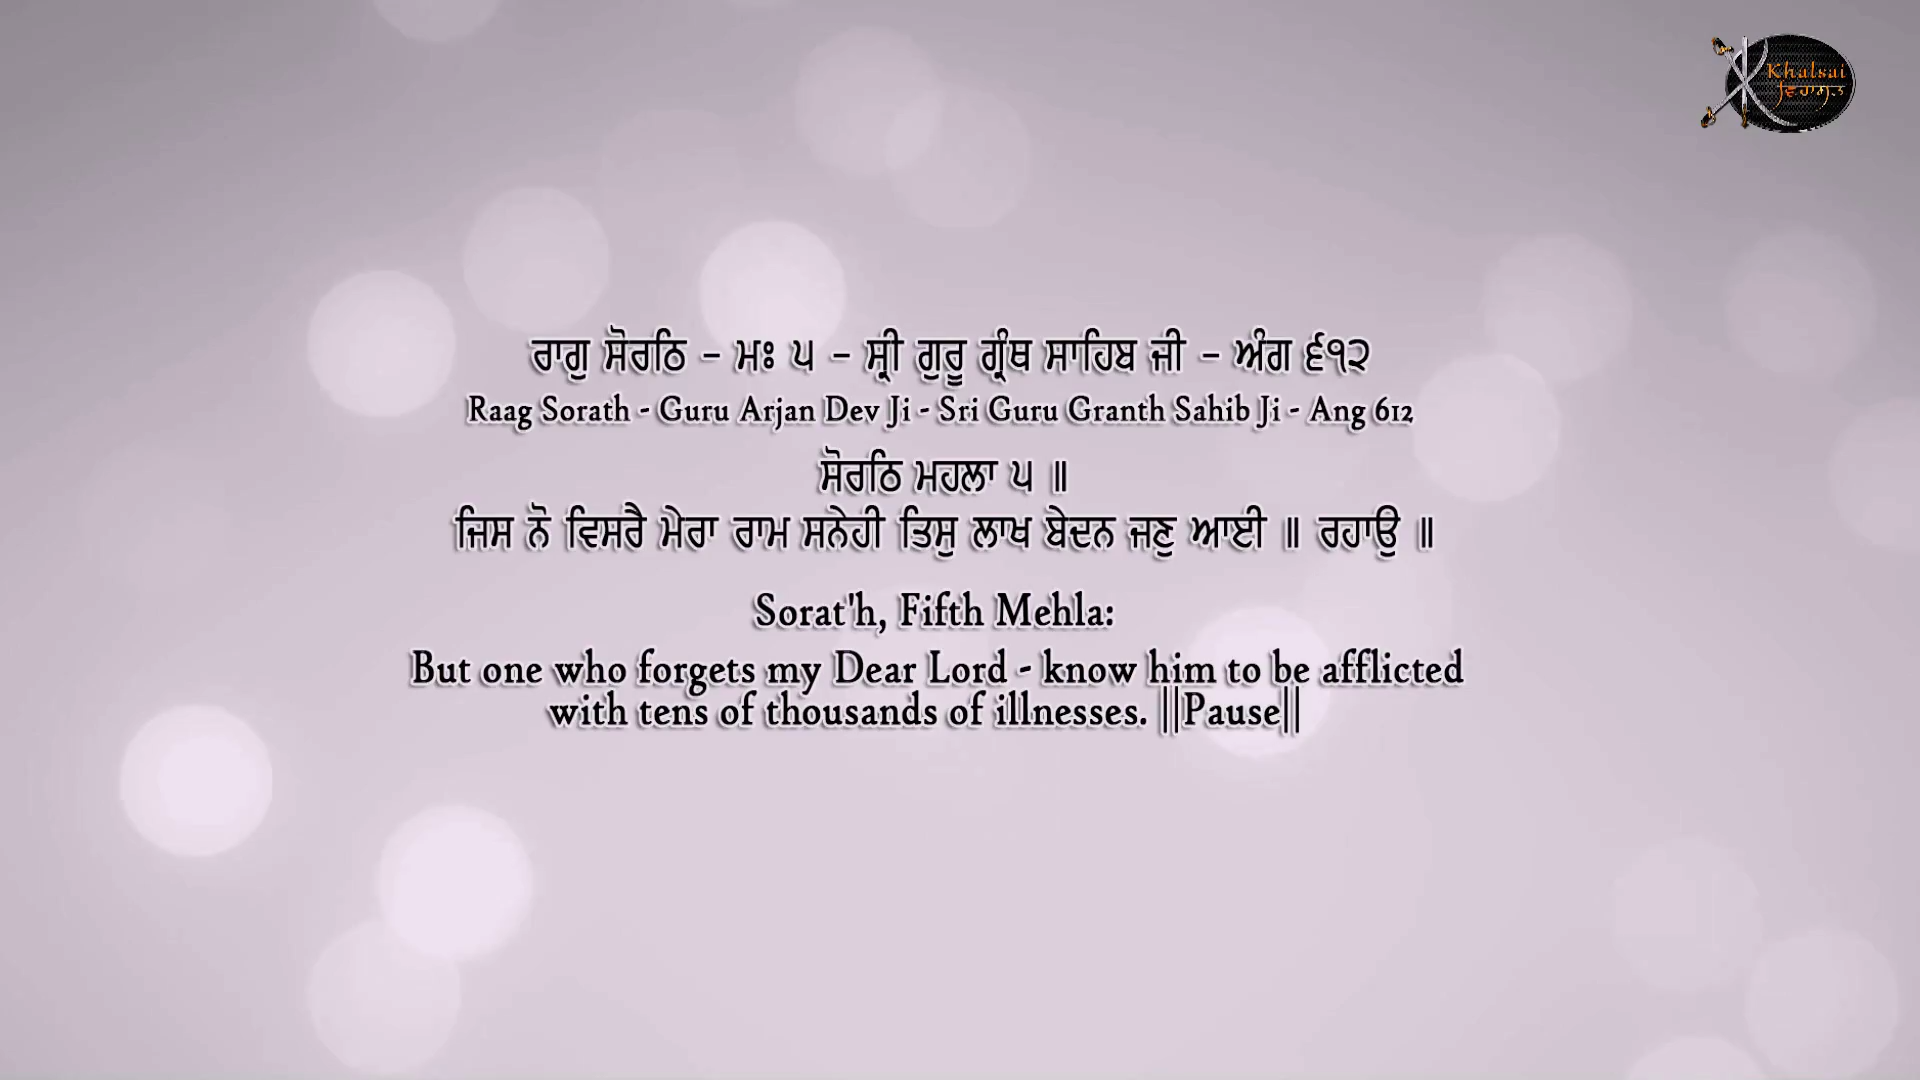 Khalsai
ਵਿਰਾਸਤ
ਰਾਗੁ ਸੋਰਠਿ – ਮਃ ੫ – ਸ੍ਰੀ ਗੁਰੂ ਗ੍ਰੰਥ ਸਾਹਿਬ ਜੀ – ਅੰਗ ੬੧੨
Raag Sorath - Guru Arjan Dev Ji - Sri Guru Granth Sahib Ji - Ang 612
ਸੋਰਠਿ ਮਹਲਾ ੫ ॥
ਜਿਸ ਨੋ ਵਿਸਰੈ ਮੇਰਾ ਰਾਮ ਸਨੇਹੀ ਤਿਸੁ ਲਾਖ ਬੇਦਨ ਜਣੁ ਆਈ ॥ ਰਹਾਉ ॥
Sorat'h, Fifth Mehla:
But one who forgets my Dear Lord - know him to be afflicted
with tens of thousands of illnesses. ||Pause||